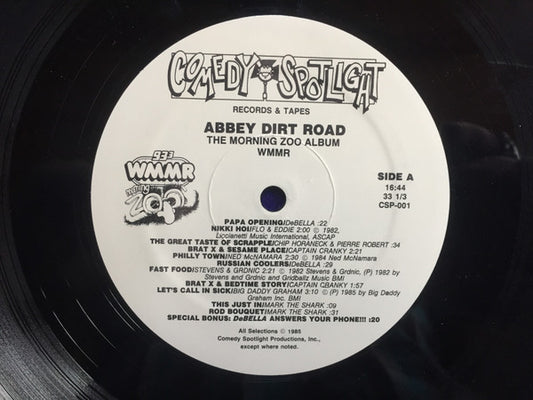 COMEDY SPOTLIGHT
RECORDS & TAPES
ABBEY DIRT ROAD
THE MORNING ZOO ALBUM
WMMR
93.3
WMMR
morning
ZOO
SIDE A
16:44
33 1/3
CSP-001
PAPA OPENING/DeBELLA :22
NIKKI HOI/FLO & EDDIE 2:00 © 1982,
Liccianetti Music International, ASCAP
THE GREAT TASTE OF SCRAPPLE/CHIP HORANECK & PIERRE ROBERT :34
BRAT X & SESAME PLACE/CAPTAIN CRANKY 2:21
PHILLY TOWN/NED McNAMARA 2:30 © 1984 Ned McNamara
RUSSIAN COOLERS/DeBELLA :29
FAST FOOD/STEVENS & GRDNIC 2:21 © 1982 Stevens & Grdnic, (P) 1982 by
Stevens and Grdnic and Gridballz Music BMI
BRAT X & BEDTIME STORY/CAPTAIN CRANKY 1:57
LET'S CALL IN SICK/BIG DADDY GRAHAM 3:10 © (P) 1985 by Big Daddy
Graham Inc. BMI
THIS JUST IN/MARK THE SHARK :09
ROD BOUQUET/MARK THE SHARK :31
SPECIAL BONUS: DeBELLA ANSWERS YOUR PHONE!!! :20
All Selections © 1985
Comedy Spotlight Productions, Inc.,
except where noted.